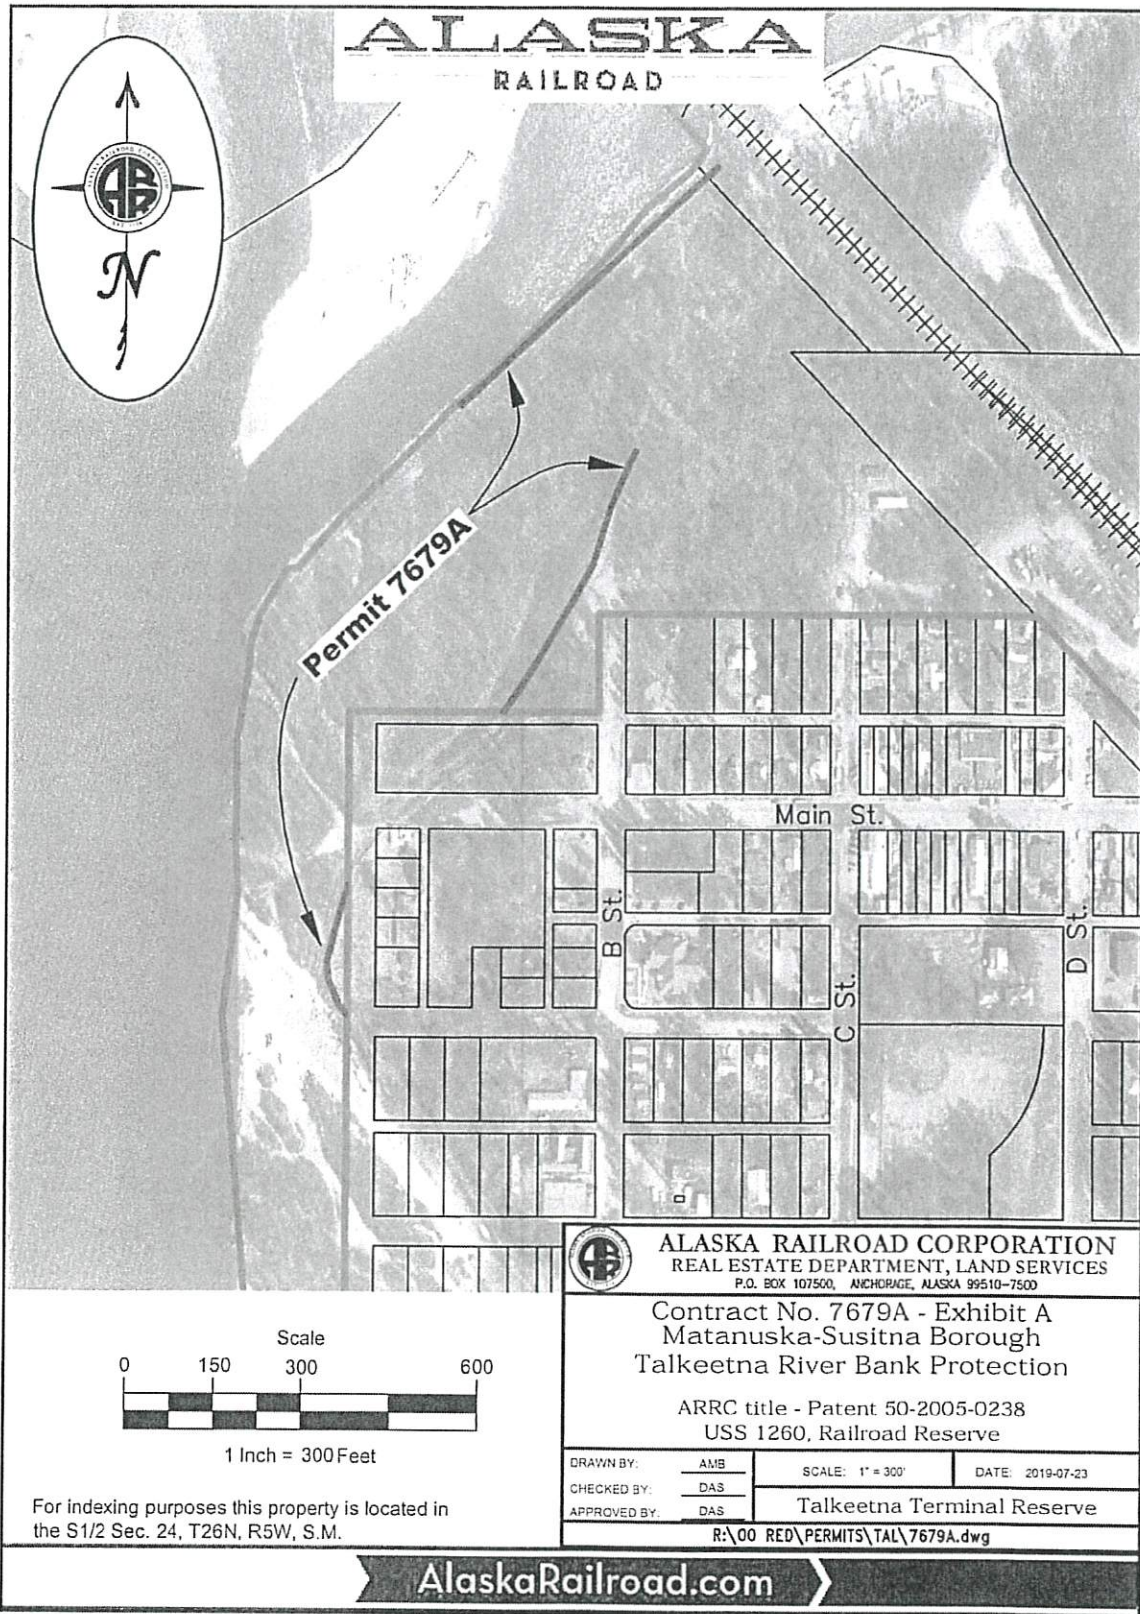 ALASKA
RAILROAD
N
Permit 7679A
Main St.
B St.
C St.
D St.
ALASKA RAILROAD CORPORATION
REAL ESTATE DEPARTMENT, LAND SERVICES
P.O. BOX 107500, ANCHORAGE, ALASKA 99510-7500
Contract No. 7679A - Exhibit A
Matanuska-Susitna Borough
Talkeetna River Bank Protection
ARRC title - Patent 50-2005-0238
USS 1260, Railroad Reserve
DRAWN BY: AMB
CHECKED BY: DAS
APPROVED BY: DAS
SCALE: 1" = 300'
DATE: 2019-07-23
Talkeetna Terminal Reserve
R:\00 RED\PERMITS\TAL\7679A.dwg
Scale
0 150 300 600
1 Inch = 300 Feet
For indexing purposes this property is located in
the S1/2 Sec. 24, T26N, R5W, S.M.
AlaskaRailroad.com